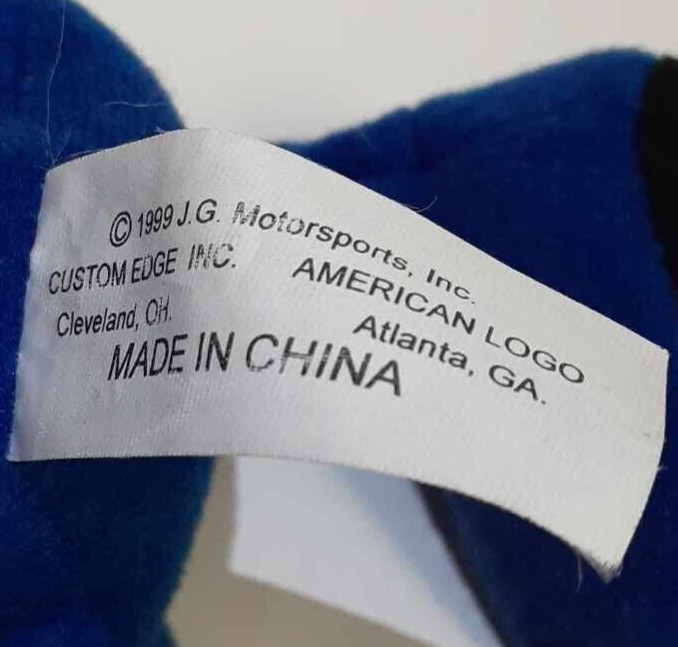 © 1999 J.G. Motorsports, Inc.
CUSTOM EDGE INC. AMERICAN LOGO
Cleveland, OH. Atlanta, GA.
MADE IN CHINA